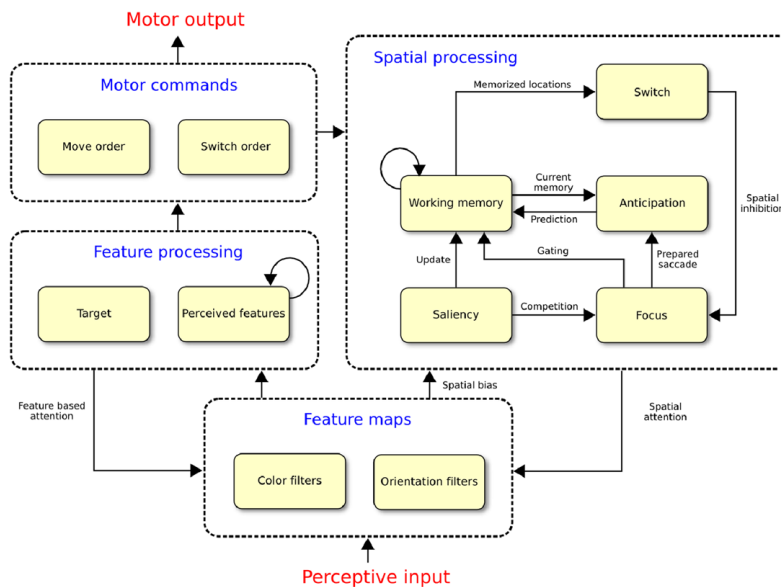 Motor output
Motor commands
Move order
Switch order
Spatial processing
Memorized locations
Switch
Working memory
Current
memory
Prediction
Anticipation
Spatial
inhibition
Update
Gating
Prepared
saccade
Saliency
Competition
Focus
Feature processing
Target
Perceived features
Feature based
attention
Spatial bias
Spatial
attention
Feature maps
Color filters
Orientation filters
Perceptive input